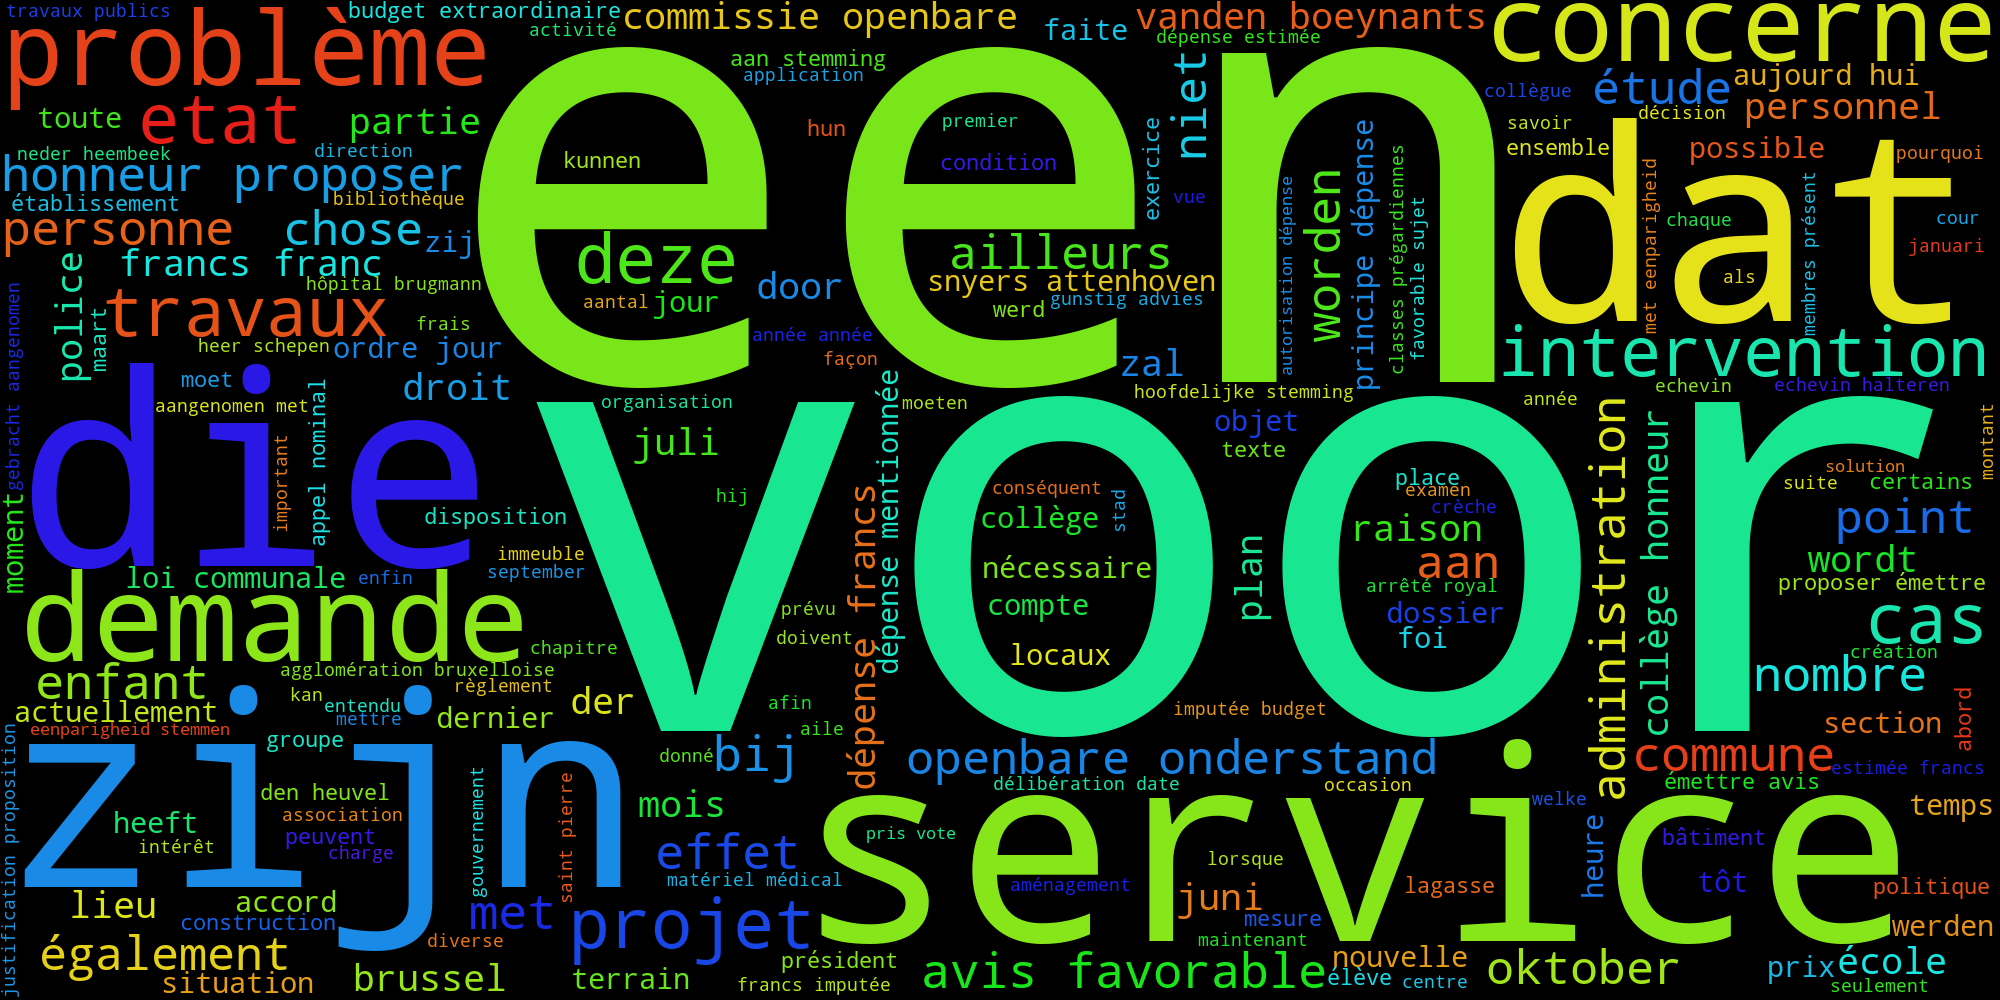 travaux publics
budget extraordinaire
activité
commissie openbare
faite
vanden boeynants
dépense estimée
concerne
problème
aan stemming
application
een
niet
collègue
étude
aujourd hui
personnel
décision
toute
etat
partie
hun
premier
savoir
ensemble
possible
pourquoi
neder heembeek
direction
honneur proposer
kunnen
condition
exercice
vue
dat
établissement
bibliothèque
personne
chose
zij
deze
ailleurs
worden
principe dépense
autorisation dépense
classes prégardiennes
favorable sujet
met eenparigheid
chaque
membres présent
cour
januari
als
police
francs franc
hôpital brugmann
travaux
maart
frais
aantal
jour
door
snyers attenhoven
werd
gunstig advies
année année
façon
zal
intervention
gebracht aangenomen
heer schepen
ordre jour
moet
droit
aangenomen met
appel nominal
important
die
organisation
juli
dépense mentionnée
moeten
hoofdelijke stemming
objet
texte
année
echevin
echevin halteren
administration
collège honneur
montant
voor
hij
conséquent
collège
stad
nécessaire
compte
locaux
place
examen
crèche
raison
aan
arrêté royal
dossier
foi
plan
solution
suite
certains
point
wordt
proposer émettre
cas
création
nombre
moment
disposition
immeuble
september
loi communale
enfin
demande
prévu
doivent
dépense francs
chapitre
agglomération bruxelloise
enfant
règlement
kan
entendu
mettre
actuellement
dernier
der
afin
aile
imputée budget
section
abord
eenparigheid stemmen
groupe
justification proposition
zijn
donné
bij
openbare onderstand
commune
estimée francs
délibération date
occasion
émettre avis
welke
temps
den heuvel
association
heeft
peuvent
intérêt
charge
gouvernement
saint pierre
mois
pris vote
service
effet
matériel médical
lorsque
aménagement
heure
bâtiment
tôt
politique
lagasse
juni
mesure
maintenant
werden
lieu
accord
construction
met
projet
également
diverse
situation
brussel
terrain
président
francs imputée
avis favorable
nouvelle
élève
centre
oktober
prix
école
seulement